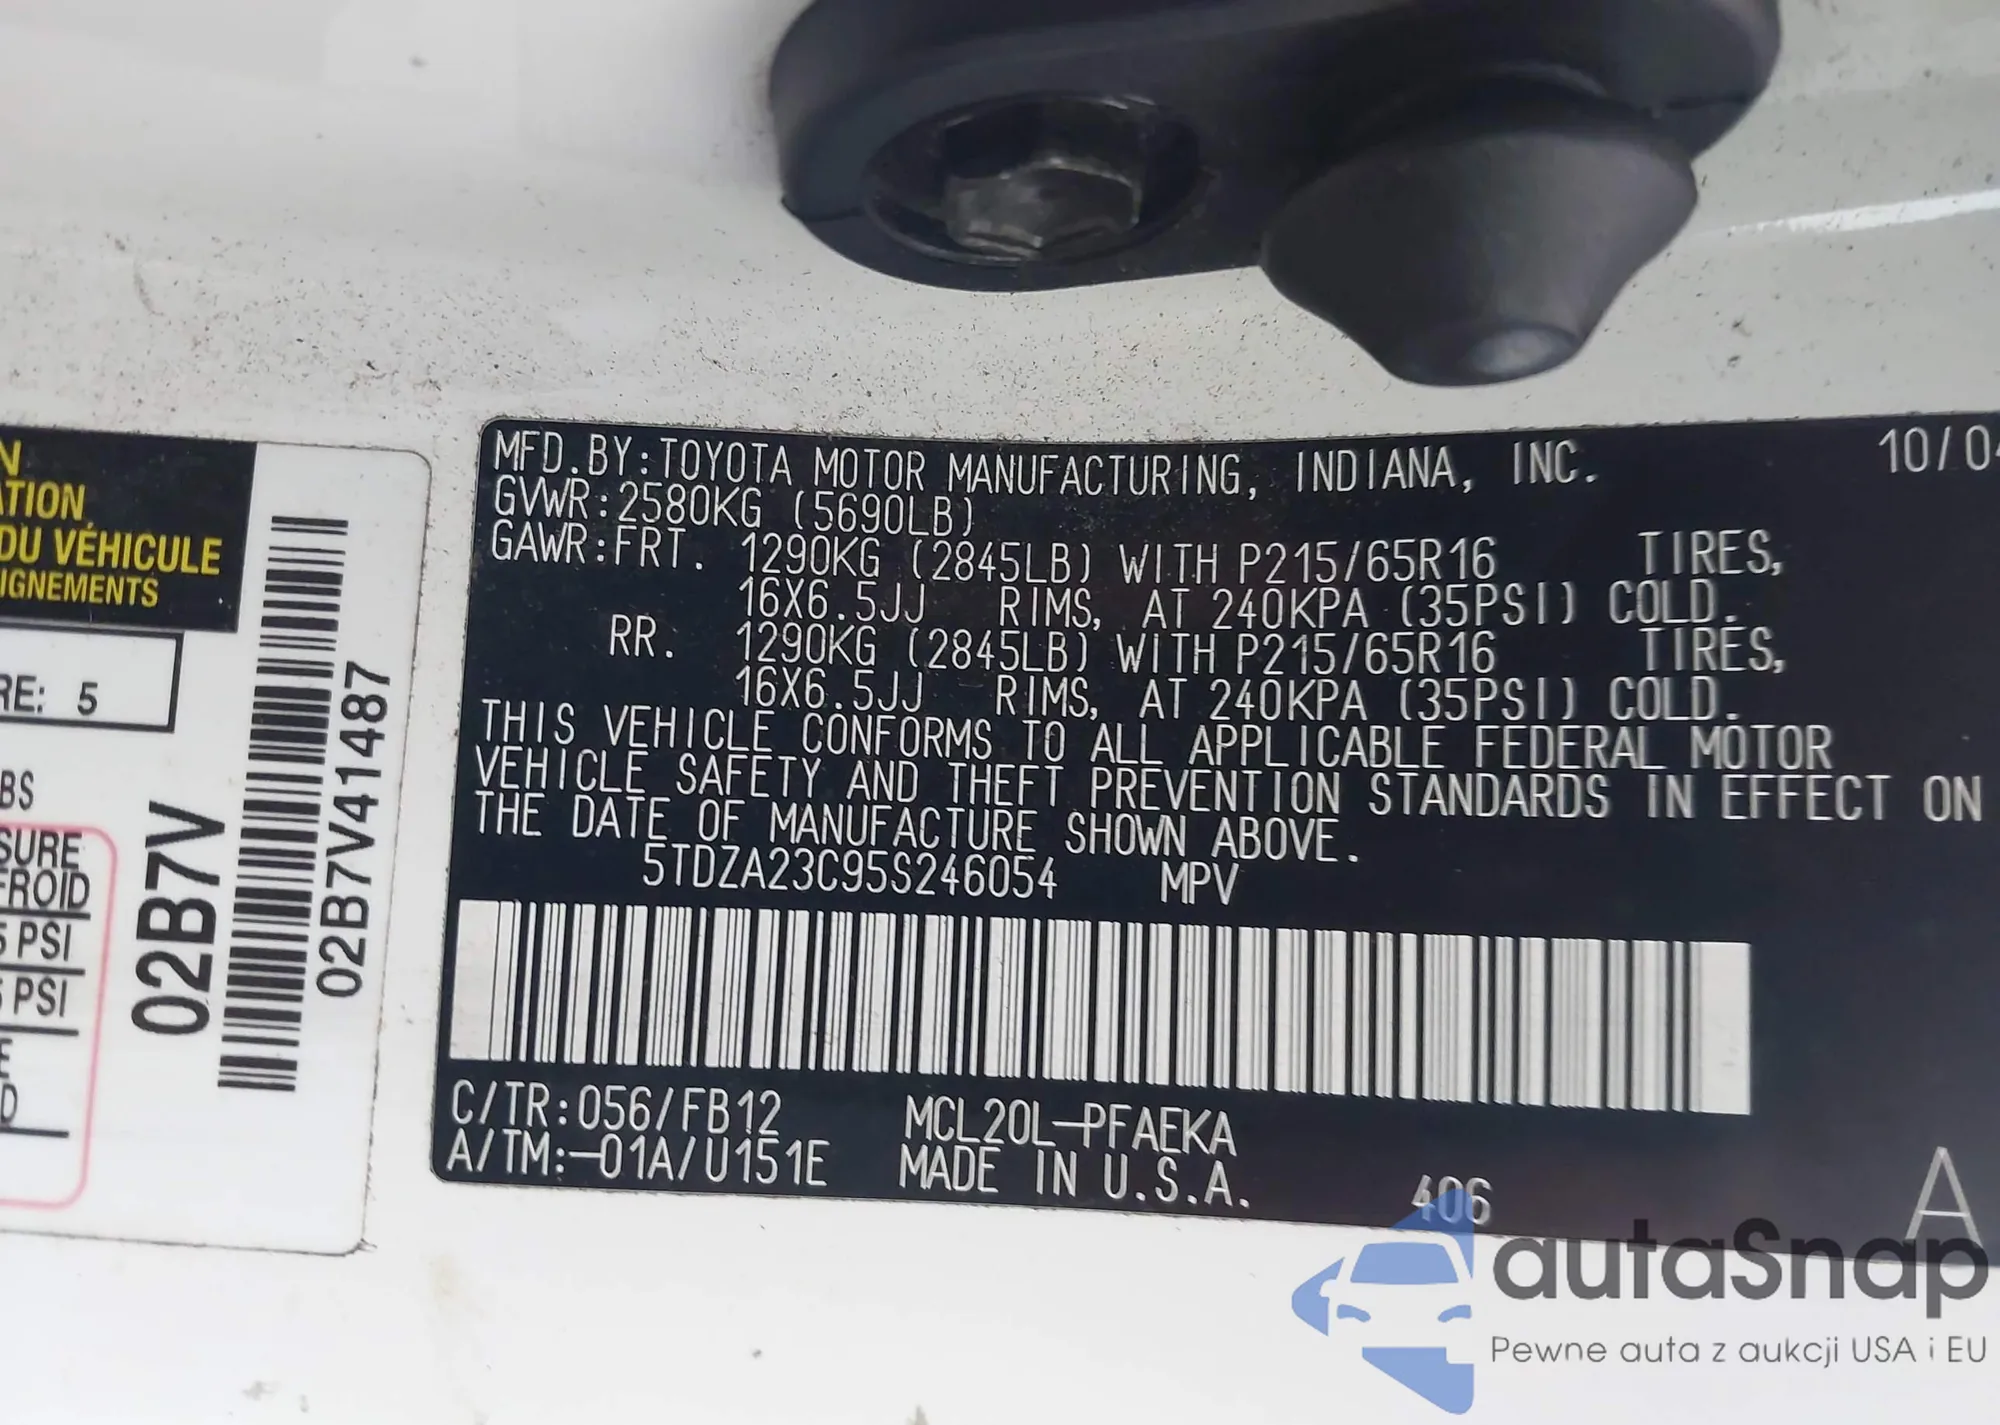 N
ATION
DU VÉHICULE
IGNEMENTS
RE: 5
BS
SURE
FROID
5 PSI
5 PSI
E
D
02B7V
02B7V41487
MFD.BY:TOYOTA MOTOR MANUFACTURING, INDIANA, INC. 10/04
GVWR:2580KG (5690LB)
GAWR:FRT. 1290KG (2845LB) WITH P215/65R16 TIRES,
16X6.5JJ RIMS, AT 240KPA (35PSI) COLD.
RR. 1290KG (2845LB) WITH P215/65R16 TIRES,
16X6.5JJ RIMS, AT 240KPA (35PSI) COLD.
THIS VEHICLE CONFORMS TO ALL APPLICABLE FEDERAL MOTOR
VEHICLE SAFETY AND THEFT PREVENTION STANDARDS IN EFFECT ON
THE DATE OF MANUFACTURE SHOWN ABOVE.
5TDZA23C95S246054 MPV
C/TR:056/FB12 MCL20L-PFAEKA
A/TM:-01A/U151E MADE IN U.S.A. 406 A
autaSnap
Pewne auta z aukcji USA i EU